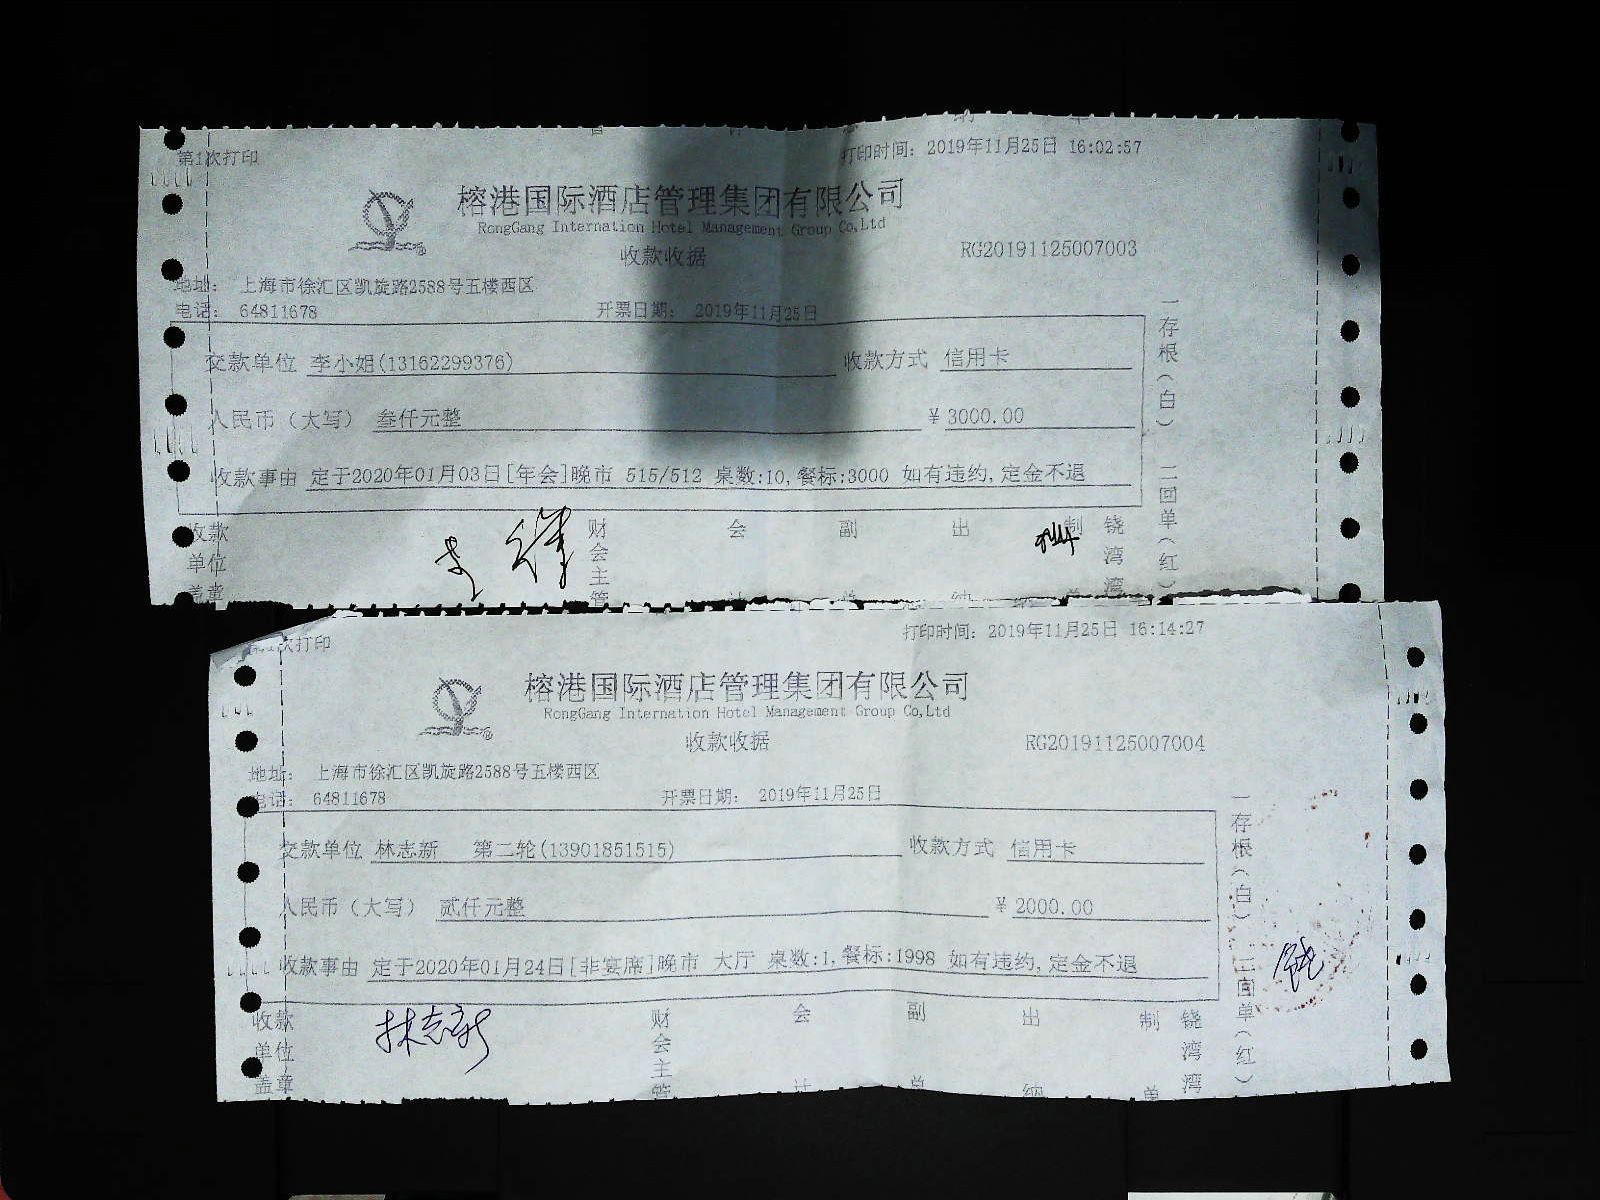 第1次打印
打印时间：2019年11月25日 16:02:57
榕港国际酒店管理集团有限公司
RongGang Internation Hotel Management Group Co,Ltd
收款收据
RG20191125007003
地址： 上海市徐汇区凯旋路2588号五楼西区
电话： 64811678
开票日期： 2019年11月25日
交款单位 李小姐(13162299376) 收款方式 信用卡
人民币（大写） 叁仟元整 ￥3000.00
收款事由 定于2020年01月03日[年会]晚市 515/512 桌数:10,餐标:3000 如有违约,定金不退
一存根（白） 二回单（红）
收款单位盖章 财会主管 会计 副单 出纳 制单 铙湾湾
第1次打印
打印时间：2019年11月25日 16:14:27
榕港国际酒店管理集团有限公司
RongGang Internation Hotel Management Group Co,Ltd
收款收据
RG20191125007004
地址： 上海市徐汇区凯旋路2588号五楼西区
电话： 64811678
开票日期： 2019年11月25日
交款单位 林志新 第二轮(13901851515) 收款方式 信用卡
人民币（大写） 贰仟元整 ￥ 2000.00
收款事由 定于2020年01月24日[非宴席]晚市 大厅 桌数:1,餐标:1998 如有违约,定金不退
一存根（白） 二回单（红）
收款单位盖章 林志新 财会主管 会计 副单 出纳 制单 铙湾湾